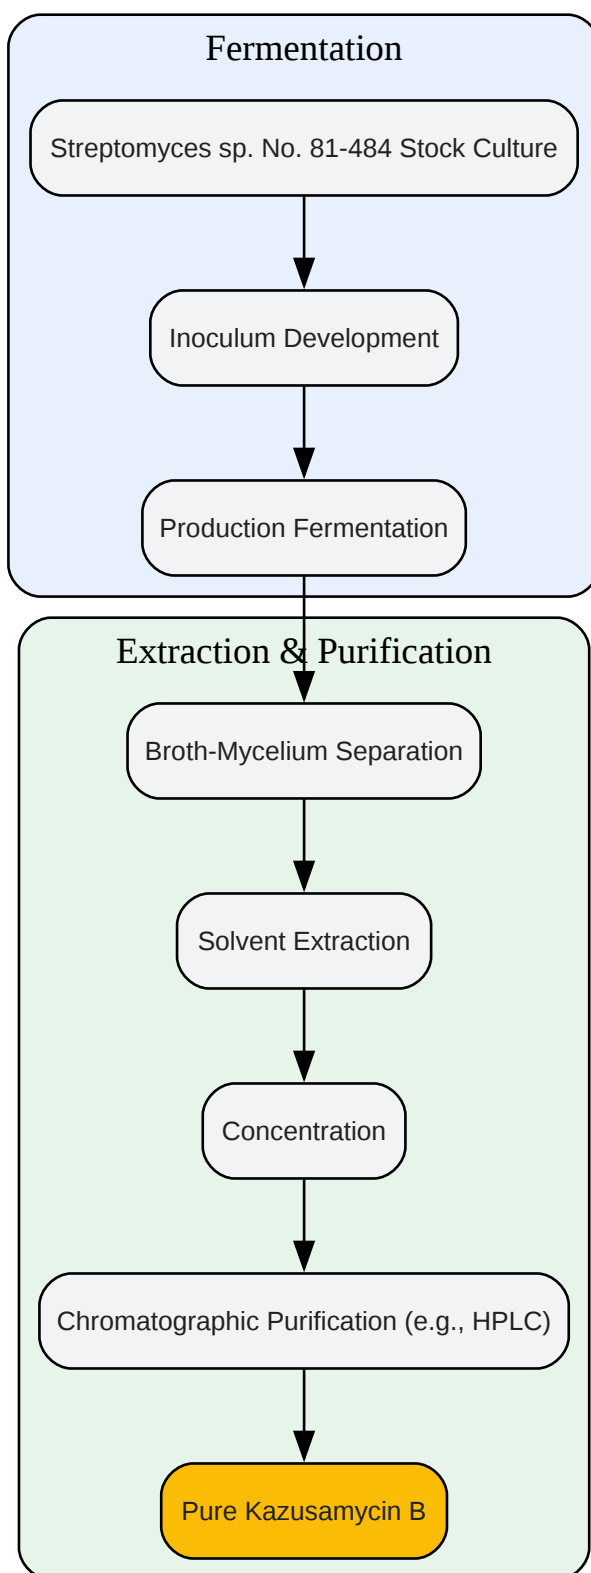 Fermentation
Streptomyces sp. No. 81-484 Stock Culture
Inoculum Development
Production Fermentation
Extraction & Purification
Broth-Mycelium Separation
Solvent Extraction
Concentration
Chromatographic Purification (e.g., HPLC)
Pure Kazusamycin B